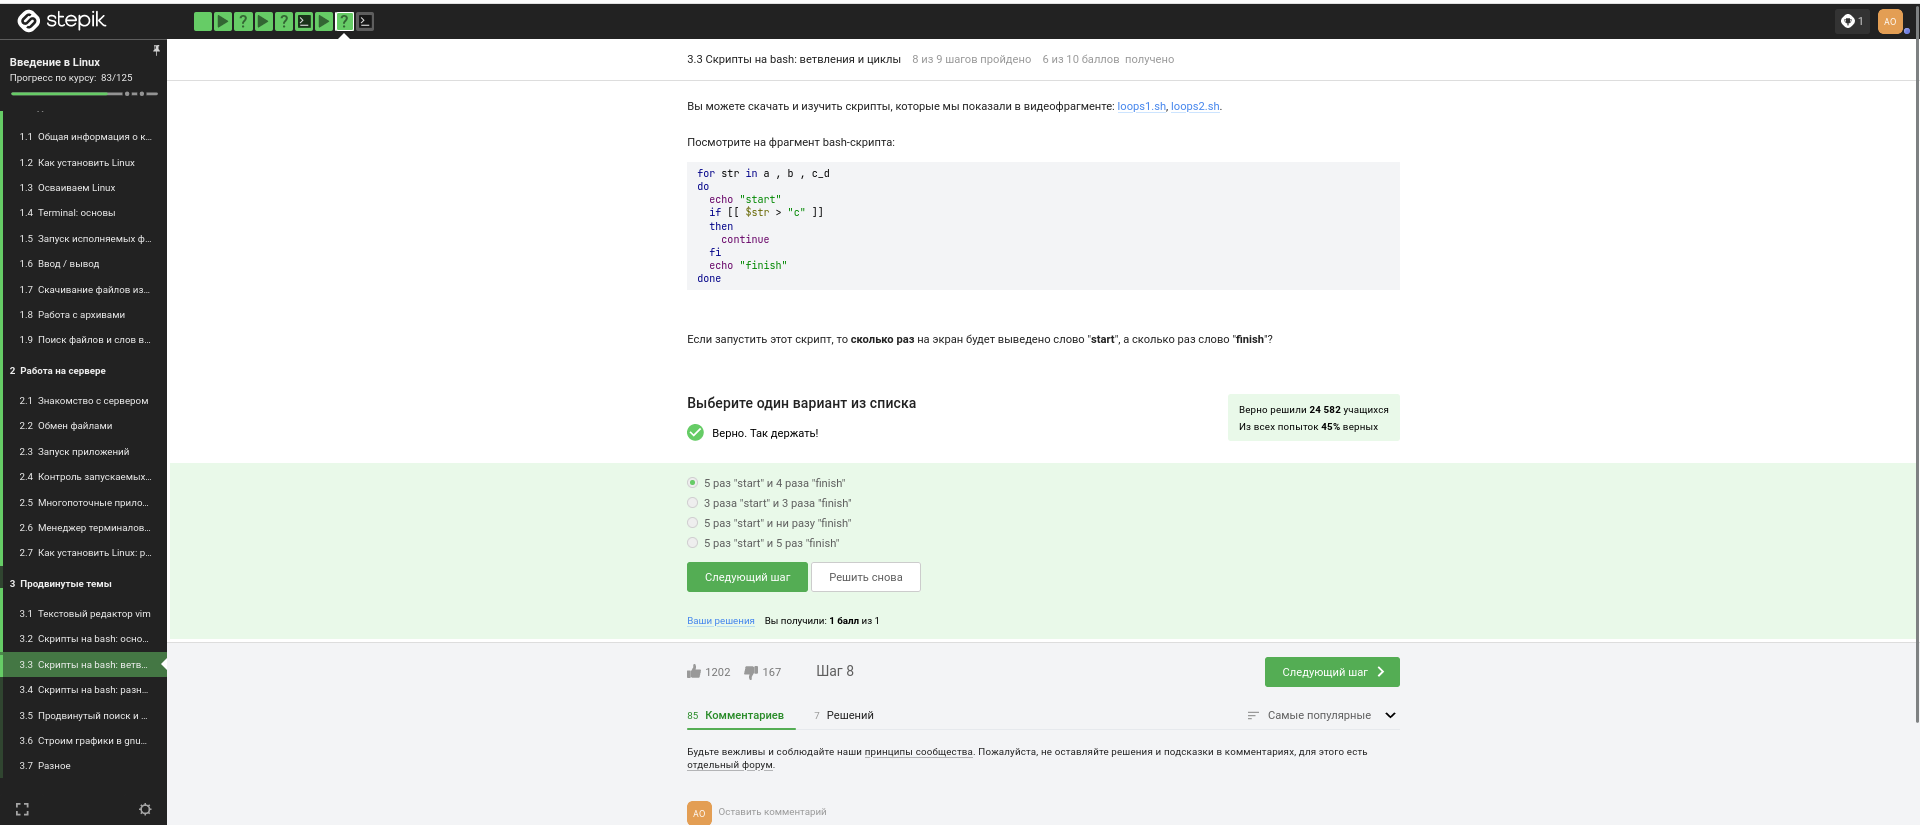 stepik
1
AO
Введение в Linux
Прогресс по курсу: 83/125
1.1 Общая информация о к...
1.2 Как установить Linux
1.3 Осваиваем Linux
1.4 Terminal: основы
1.5 Запуск исполняемых ф...
1.6 Ввод / вывод
1.7 Скачивание файлов из...
1.8 Работа с архивами
1.9 Поиск файлов и слов в...
2 Работа на сервере
2.1 Знакомство с сервером
2.2 Обмен файлами
2.3 Запуск приложений
2.4 Контроль запускаемых...
2.5 Многопоточные прило...
2.6 Менеджер терминалов...
2.7 Как установить Linux: р...
3 Продвинутые темы
3.1 Текстовый редактор vim
3.2 Скрипты на bash: осно...
3.3 Скрипты на bash: ветв...
3.4 Скрипты на bash: разн...
3.5 Продвинутый поиск и ...
3.6 Строим графики в gnu...
3.7 Разное
3.3 Скрипты на bash: ветвления и циклы 8 из 9 шагов пройдено 6 из 10 баллов получено
Вы можете скачать и изучить скрипты, которые мы показали в видеофрагменте: loops1.sh, loops2.sh.
Посмотрите на фрагмент bash-скрипта:
for str in a , b , c_d
do
  echo "start"
  if [[ $str > "c" ]]
  then
    continue
  fi
  echo "finish"
done
Если запустить этот скрипт, то сколько раз на экран будет выведено слово "start", а сколько раз слово "finish"?
Выберите один вариант из списка
Верно. Так держать!
Верно решили 24 582 учащихся
Из всех попыток 45% верных
5 раз "start" и 4 раза "finish"
3 раза "start" и 3 раза "finish"
5 раз "start" и ни разу "finish"
5 раз "start" и 5 раз "finish"
Следующий шаг Решить снова
Ваши решения Вы получили: 1 балл из 1
1202 167 Шаг 8 Следующий шаг
85 Комментариев 7 Решений Самые популярные
Будьте вежливы и соблюдайте наши принципы сообщества. Пожалуйста, не оставляйте решения и подсказки в комментариях, для этого есть
отдельный форум.
AO Оставить комментарий